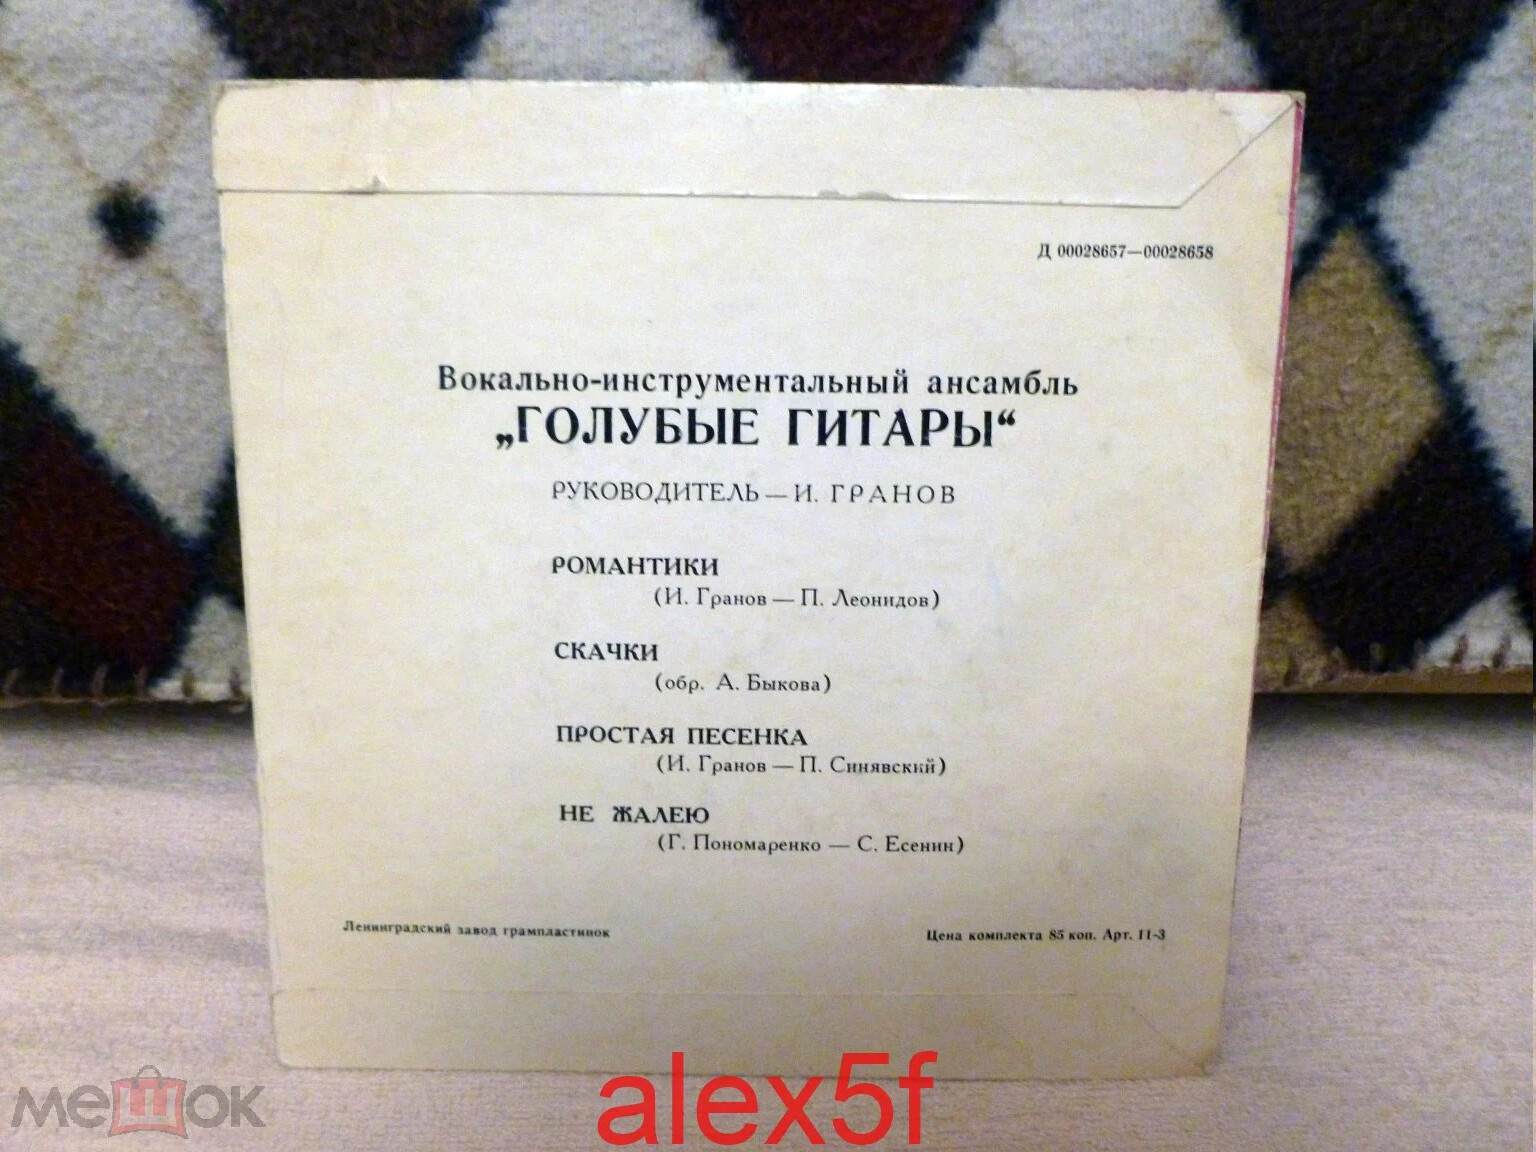 Д 00028657—00028658
Вокально-инструментальный ансамбль
„ГОЛУБЫЕ ГИТАРЫ“
РУКОВОДИТЕЛЬ — И. ГРАНОВ
РОМАНТИКИ
(И. Гранов — П. Леонидов)
СКАЧКИ
(обр. А. Быкова)
ПРОСТАЯ ПЕСЕНКА
(И. Гранов — П. Синявский)
НЕ ЖАЛЕЮ
(Г. Пономаренко — С. Есенин)
Ленинградский завод грампластинок
Цена комплекта 85 коп. Арт. 11-3
мешок
alex5f